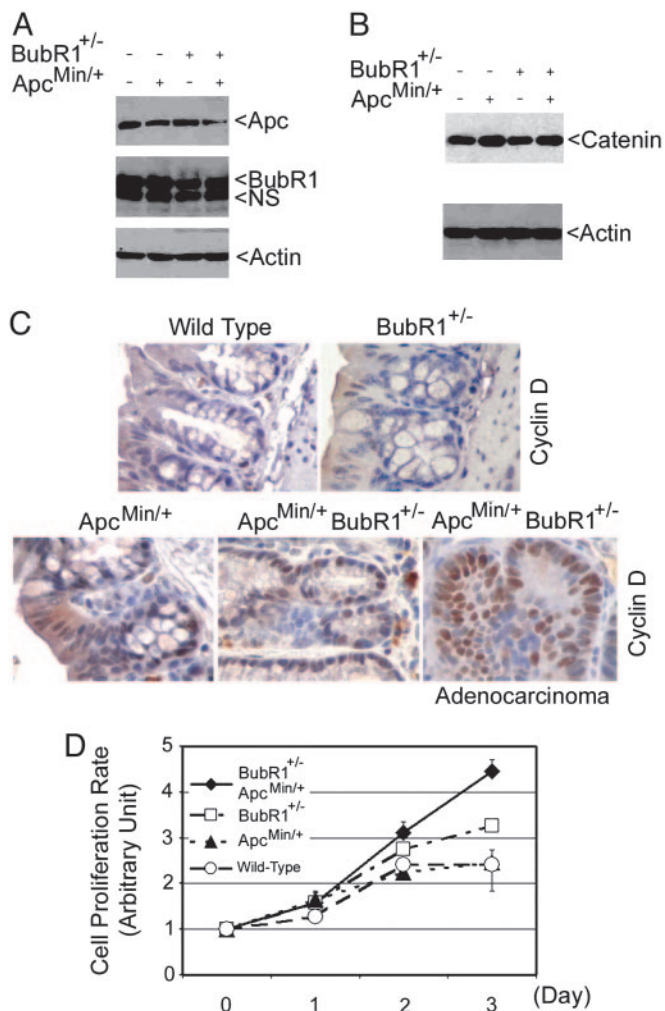 A
BubR1+/- - - + +
ApcMin/+ - + - +
<Apc
<BubR1
<NS
<Actin
B
BubR1+/- - - + +
ApcMin/+ - + - +
<Catenin
<Actin
C
Wild Type BubR1+/-
Cyclin D
ApcMin/+ ApcMin/+ BubR1+/- ApcMin/+ BubR1+/-
Cyclin D
Adenocarcinoma
D
Cell Proliferation Rate
(Arbitrary Unit)
5
4
3
2
1
0
BubR1+/-
ApcMin/+
BubR1+/-
ApcMin/+
Wild-Type
0 1 2 3 (Day)